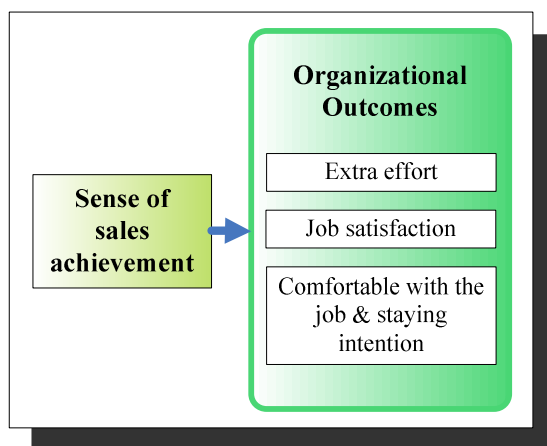 Organizational
Outcomes
Extra effort
Sense of
sales
achievement
Job satisfaction
Comfortable with the
job & staying
intention